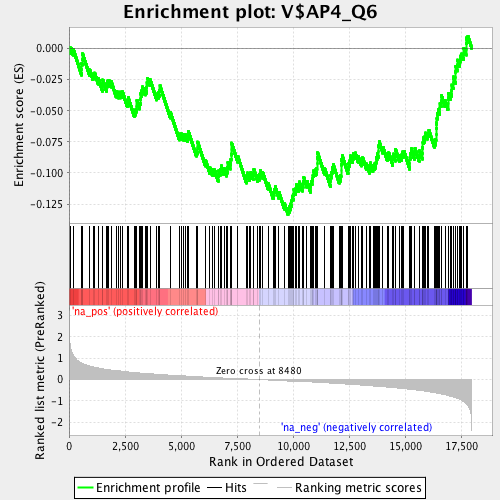 Enrichment plot: V$AP4_Q6
Enrichment score (ES)
0.000
-0.025
-0.050
-0.075
-0.100
-0.125
'na_pos' (positively correlated)
Ranked list metric (PreRanked)
3
2
1
0
-1
-2
Zero cross at 8480
'na_neg' (negatively correlated)
0
2,500
5,000
7,500
10,000
12,500
15,000
17,500
Rank in Ordered Dataset
Enrichment profile
Hits
Ranking metric scores